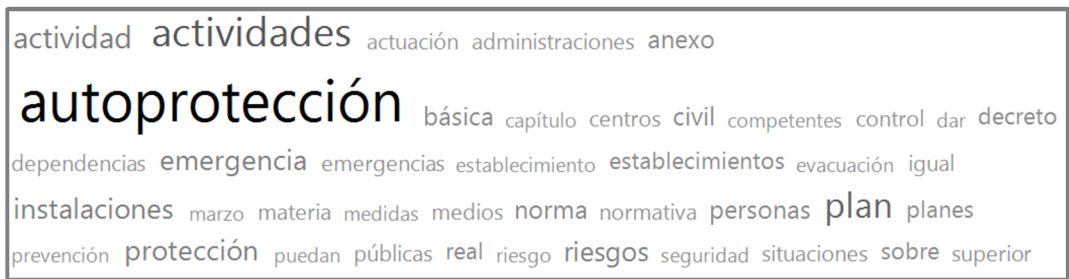 actividad actividades actuación administraciones anexo
autoprotección básica capítulo centros civil competentes control dar decreto
dependencias emergencia emergencias establecimiento establecimientos evacuación igual
instalaciones marzo materia medidas medios norma normativa personas plan planes
prevención protección puedan públicas real riesgo riesgos seguridad situaciones sobre superior